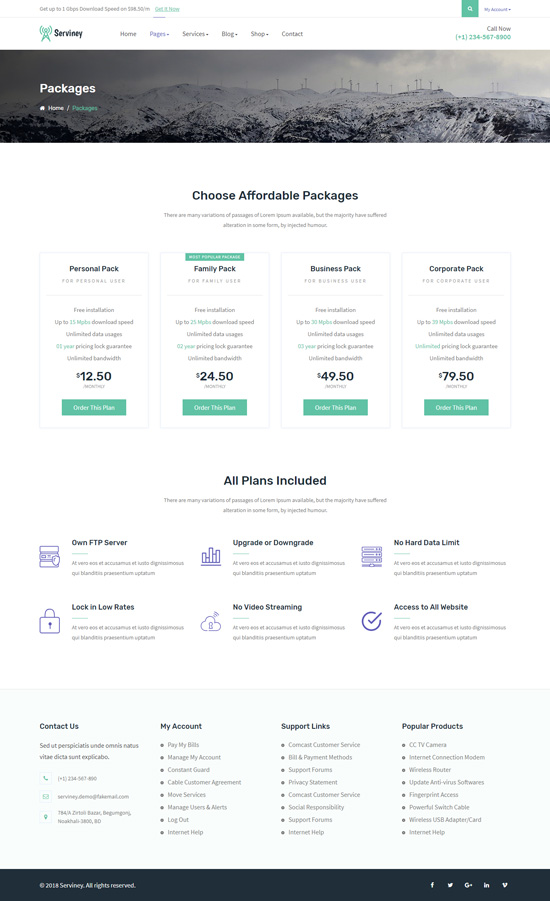 Get up to 1 Gbps Download Speed on $98.50/m Get It Now
My Account
Serviney
Home Pages Services Blog Shop Contact
Call Now
(+1) 234-567-8900
Packages
Home / Packages
Choose Affordable Packages
There are many variations of passages of Lorem Ipsum available, but the majority have suffered
alteration in some form, by injected humour.
Personal Pack
FOR PERSONAL USER
Free installation
Up to 15 Mpbs download speed
Unlimited data usages
01 year pricing lock guarantee
Unlimited bandwidth
$12.50
/MONTHLY
Order This Plan
MOST POPULAR PACKAGE
Family Pack
FOR FAMILY USER
Free installation
Up to 25 Mpbs download speed
Unlimited data usages
02 year pricing lock guarantee
Unlimited bandwidth
$24.50
/MONTHLY
Order This Plan
Business Pack
FOR BUSINESS USER
Free installation
Up to 30 Mpbs download speed
Unlimited data usages
03 year pricing lock guarantee
Unlimited bandwidth
$49.50
/MONTHLY
Order This Plan
Corporate Pack
FOR CORPORATE USER
Free installation
Up to 39 Mpbs download speed
Unlimited data usages
Unlimited pricing lock guarantee
Unlimited bandwidth
$79.50
/MONTHLY
Order This Plan
All Plans Included
There are many variations of passages of Lorem Ipsum available, but the majority have suffered
alteration in some form, by injected humour.
Own FTP Server
At vero eos et accusamus et iusto dignissimosus
qui blanditiis praesentium uptatum
Upgrade or Downgrade
At vero eos et accusamus et iusto dignissimosus
qui blanditiis praesentium uptatum
No Hard Data Limit
At vero eos et accusamus et iusto dignissimosus
qui blanditiis praesentium uptatum
Lock in Low Rates
At vero eos et accusamus et iusto dignissimosus
qui blanditiis praesentium uptatum
No Video Streaming
At vero eos et accusamus et iusto dignissimosus
qui blanditiis praesentium uptatum
Access to All Website
At vero eos et accusamus et iusto dignissimosus
qui blanditiis praesentium uptatum
Contact Us
Sed ut perspiciatis unde omnis natus
vitae dicta sunt explicabo.
(+1) 234-567-890
serviney.demo@fakemail.com
784/A Zirtoli Bazar, Begumgonj,
Noakhali-3800, BD
My Account
Pay My Bills
Manage My Account
Constant Guard
Cable Customer Agreement
Move Services
Manage Users & Alerts
Log Out
Internet Help
Support Links
Comcast Customer Service
Bill & Payment Methods
Support Forums
Privacy Statement
Comcast Customer Service
Social Responsibility
Support Forums
Internet Help
Popular Products
CC TV Camera
Internet Connection Modem
Wireless Router
Update Anti-virus Softwares
Fingerprint Access
Powerful Switch Cable
Wireless USB Adapter/Card
Internet Help
© 2018 Serviney. All rights reserved.